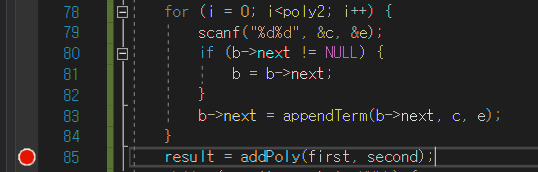 78 for (i = 0; i<poly2; i++) {
79 scanf("%d%d", &c, &e);
80 if (b->next != NULL) {
81 b = b->next;
82 }
83 b->next = appendTerm(b->next, c, e);
84 }
85 result = addPoly(first, second);